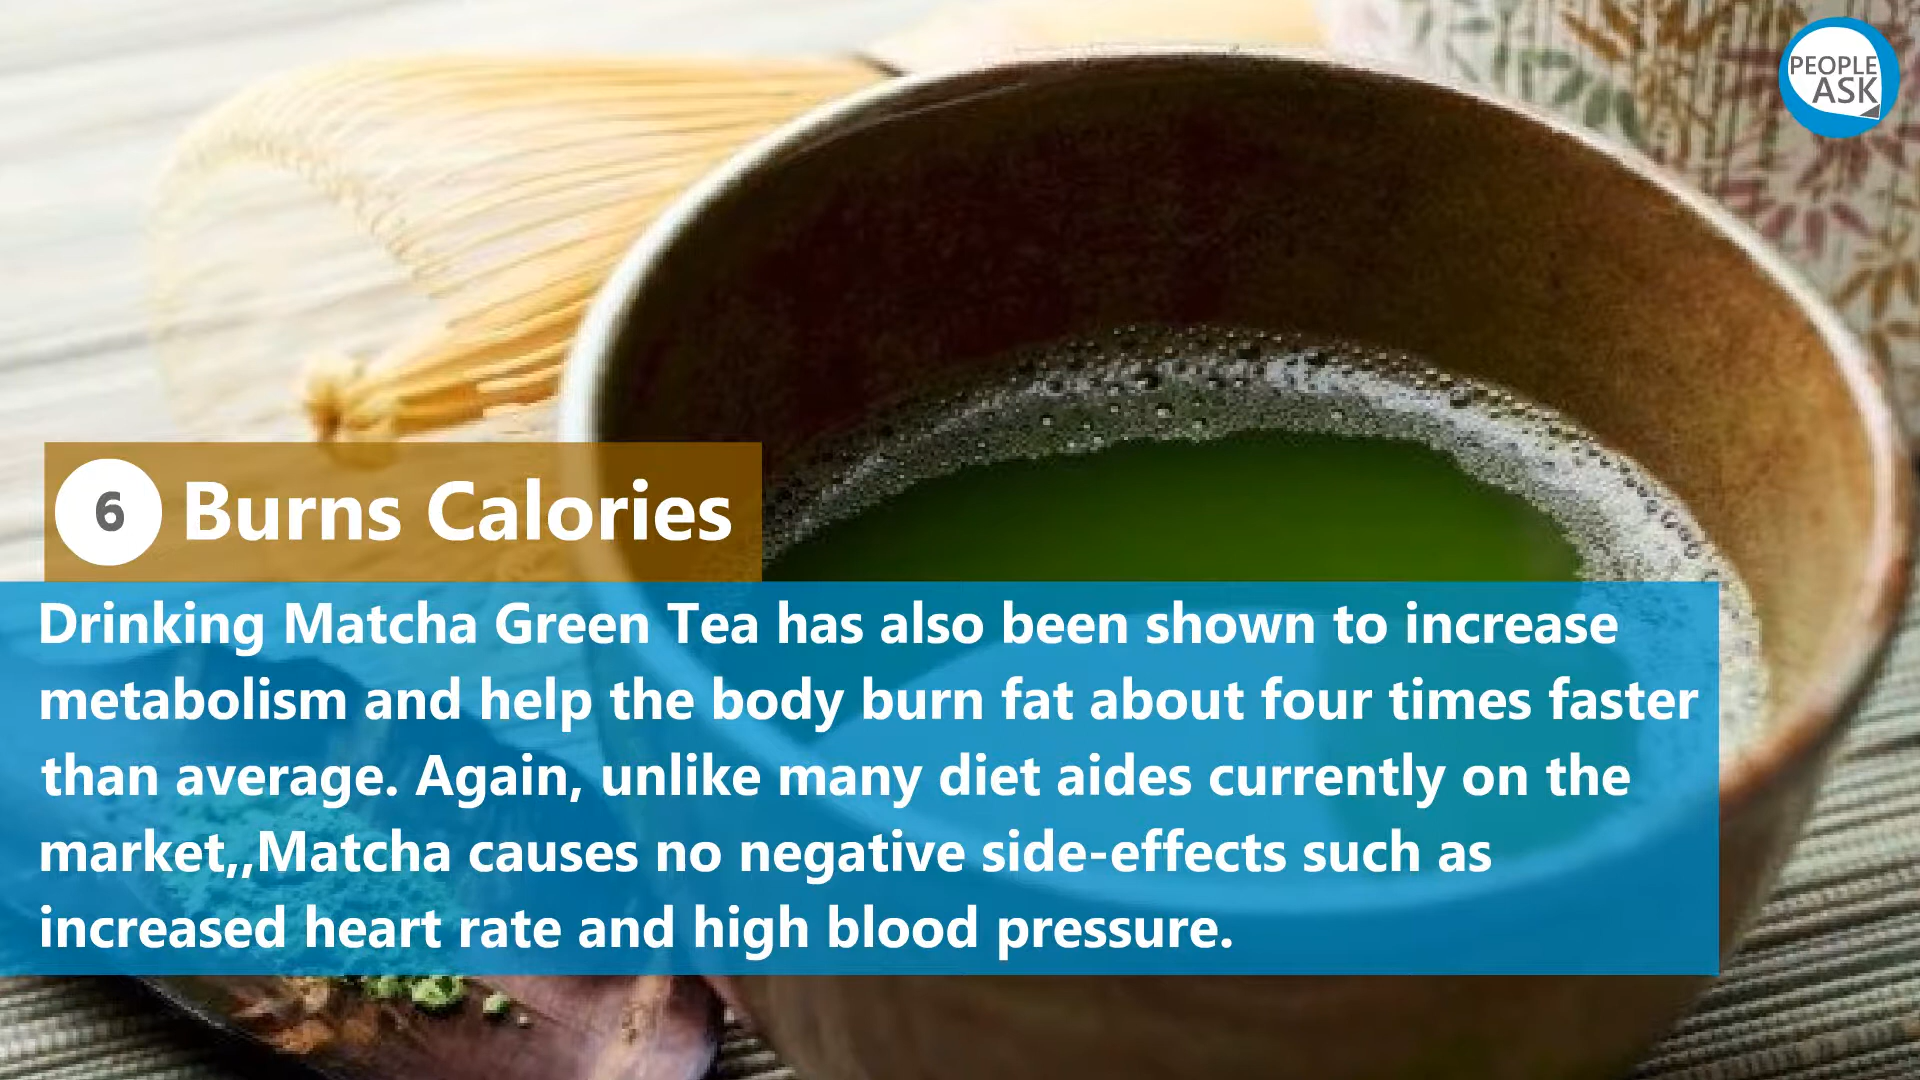 PEOPLE
ASK
6 Burns Calories
Drinking Matcha Green Tea has also been shown to increase
metabolism and help the body burn fat about four times faster
than average. Again, unlike many diet aides currently on the
market,,Matcha causes no negative side-effects such as
increased heart rate and high blood pressure.